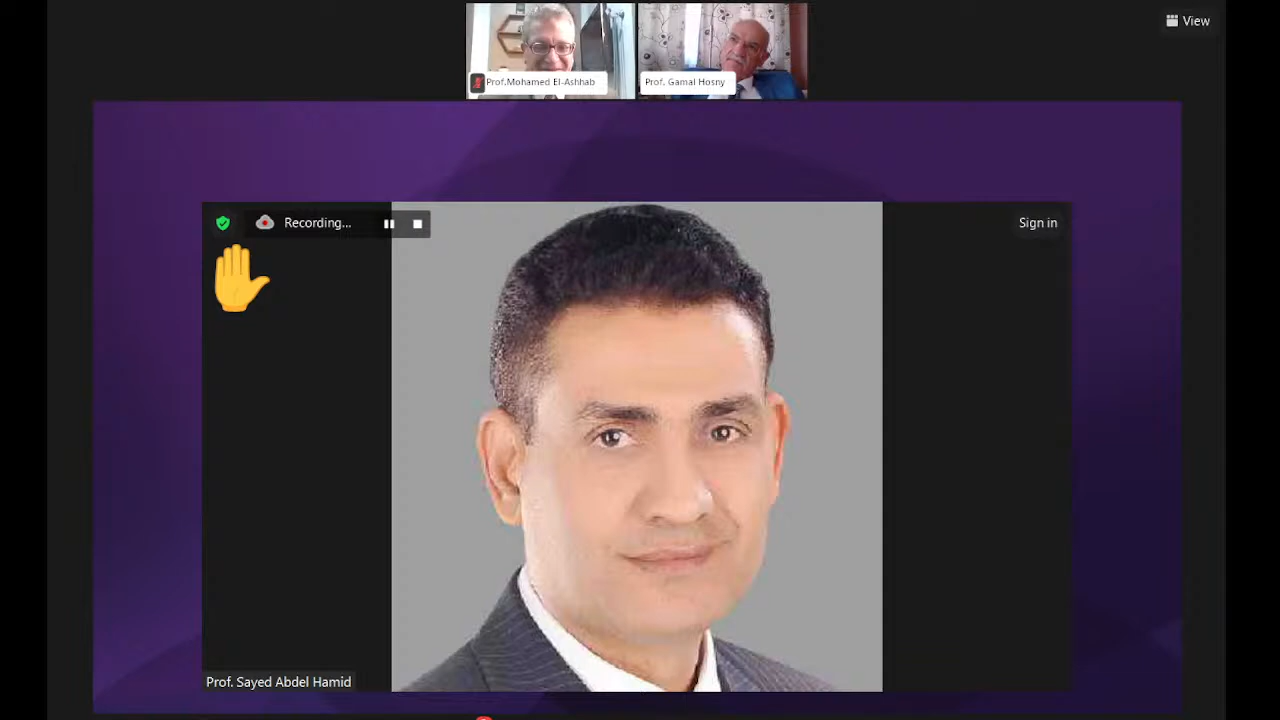 View
Prof.Mohamed El-Ashhab
Prof. Gamal Hosny
Recording...
Sign in
Prof. Sayed Abdel Hamid